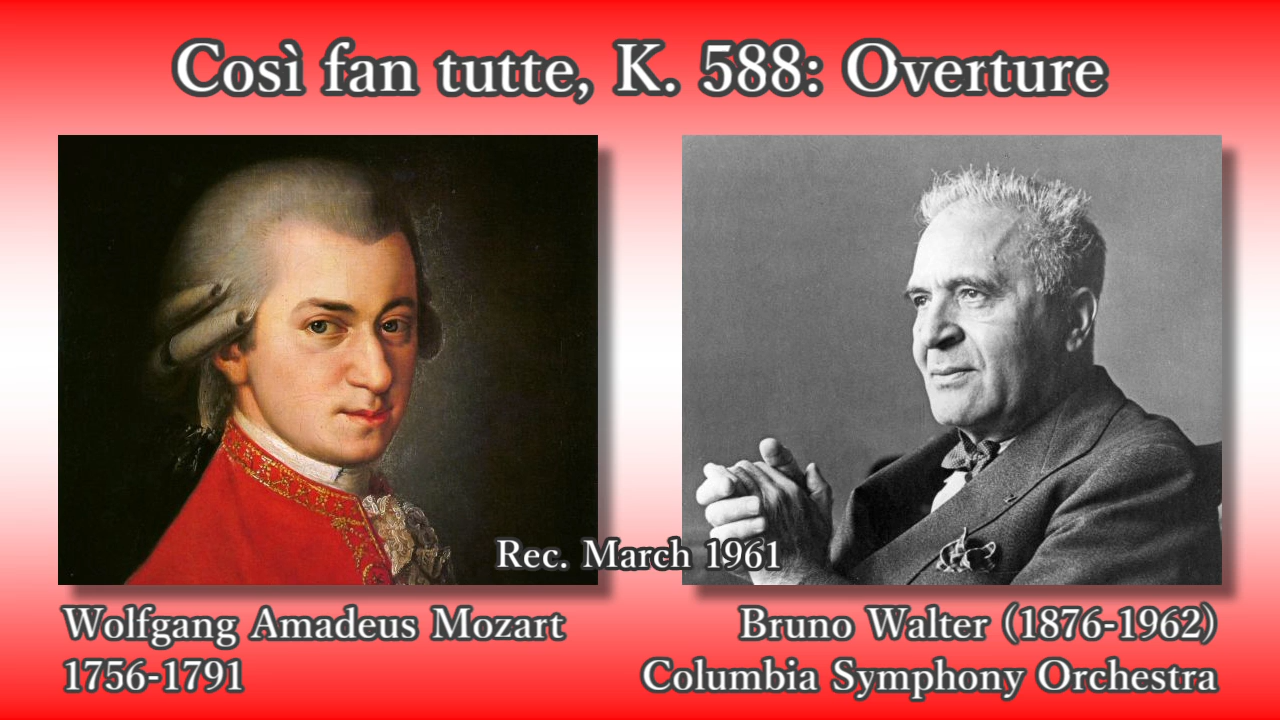 Così fan tutte, K. 588: Overture
Rec. March 1961
Wolfgang Amadeus Mozart
1756-1791
Bruno Walter (1876-1962)
Columbia Symphony Orchestra